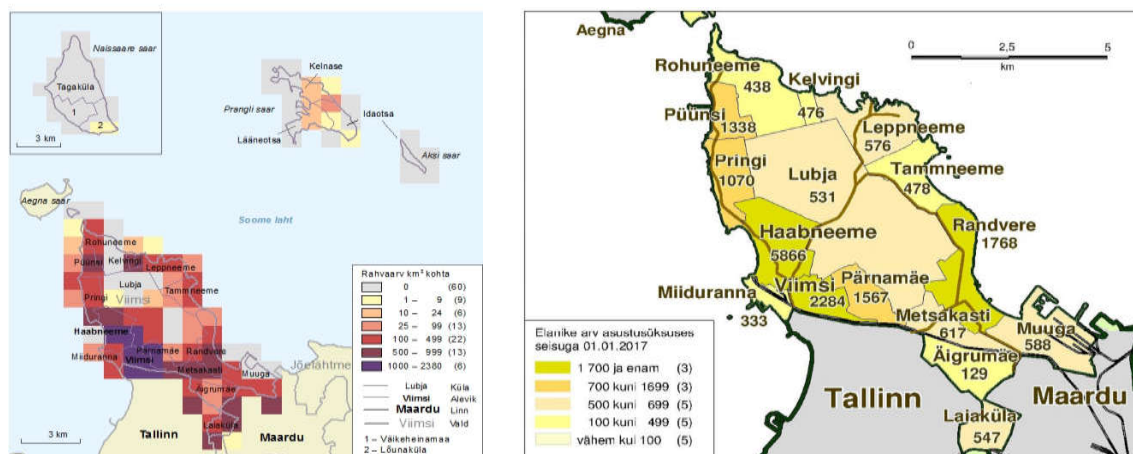 Naissaare saar
Tagaküla
1
2
3 km
Kelnase
Prangli saar
Idaotsa
Lääneotsa
Aksi saar
Aegna saar
Soome laht
Rohuneeme
Püünsi
Kelvingi
Leppneeme
Lubja
Tammneeme
Pringi
Viimsi
Haabneeme
Miiduranna
Pärnamäe
Randvere
Viimsi
Metsakasti
Muuga
Jõelähtme
Äigrumäe
Laiaküla
Tallinn
Maardu
3 km
Rahvaarv km² kohta
0 (60)
1 – 9 (9)
10 – 24 (6)
25 – 99 (13)
100 – 499 (22)
500 – 999 (13)
1000 – 2380 (6)
Lubja Küla
Viimsi Alevik
Maardu Linn
Viimsi Vald
1 – Väikeheinamaa
2 – Lõunaküla
Aegna
0 2,5 5
km
Rohuneeme
438
Kelvingi
476
Püünsi
1338
Leppneeme
576
Pringi
1070
Lubja
531
Tammneeme
478
Randvere
1768
Haabneeme
5866
Pärnamäe
1567
Viimsi
2284
Miiduranna
333
Metsakasti
617
Muuga
588
Äigrumäe
129
Tallinn
Maardu
Laiaküla
547
Elanike arv asustusüksuses
seisuga 01.01.2017
1 700 ja enam (3)
700 kuni 1699 (3)
500 kuni 699 (5)
100 kuni 499 (5)
vähem kui 100 (5)